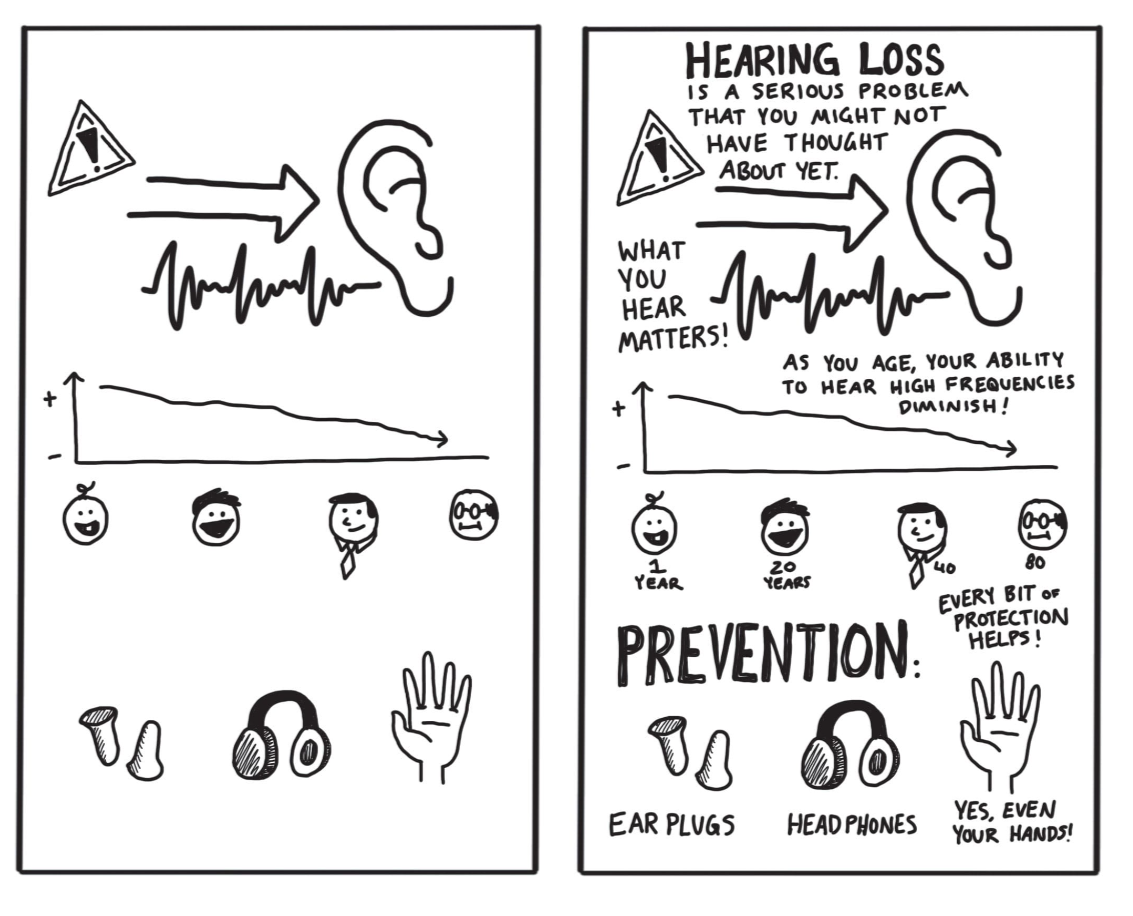 HEARING LOSS
IS A SERIOUS PROBLEM
THAT YOU MIGHT NOT
HAVE THOUGHT
ABOUT YET.
WHAT
YOU
HEAR
MATTERS!
AS YOU AGE, YOUR ABILITY
TO HEAR HIGH FREQUENCIES
DIMINISH!
+
-
+
-
1
YEAR
20
YEARS
40
80
EVERY BIT OF
PROTECTION
HELPS!
PREVENTION:
EAR PLUGS
HEADPHONES
YES, EVEN
YOUR HANDS!